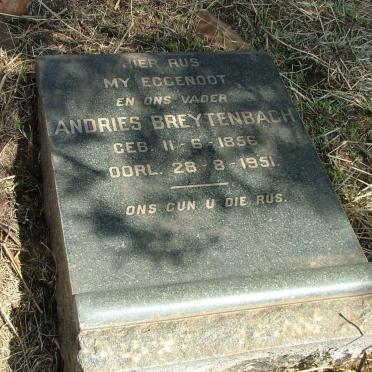 HIER RUS
MY EGGENOOT
EN ONS VADER
ANDRIES BREYTENBACH
GEB. 11-6-1856
OORL. 28-8-1951.
ONS GUN U DIE RUS.